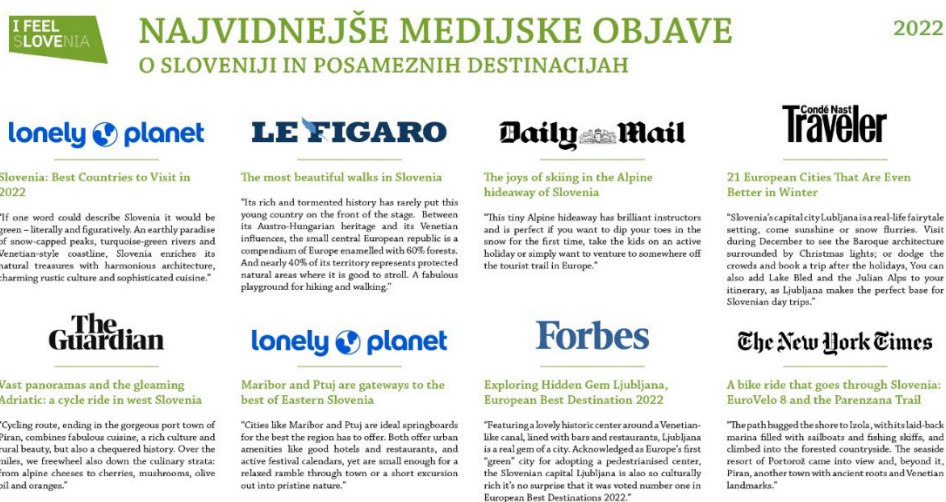 I FEEL
SLOVENIA
NAJVIDNEJŠE MEDIJSKE OBJAVE
O SLOVENIJI IN POSAMEZNIH DESTINACIJAH
2022
lonely planet
Slovenia: Best Countries to Visit in
2022
"If one word could describe Slovenia it would be
green – literally and figuratively. An earthly paradise
of snow-capped peaks, turquoise-green rivers and
Venetian-style coastline, Slovenia enriches its
natural treasures with harmonious architecture,
charming rustic culture and sophisticated cuisine."
LE FIGARO
The most beautiful walks in Slovenia
"Its rich and tormented history has rarely put this
young country on the front of the stage. Between
its Austro-Hungarian heritage and its Venetian
influences, the small central European republic is a
compendium of Europe enamelled with 60% forests.
And nearly 40% of its territory represents protected
natural areas where it is good to stroll. A fabulous
playground for hiking and walking."
Daily Mail
The joys of skiing in the Alpine
hideaway of Slovenia
"This tiny Alpine hideaway has brilliant instructors
and is perfect if you want to dip your toes in the
snow for the first time, take the kids on an active
holiday or simply want to venture to somewhere off
the tourist trail in Europe."
Condé Nast
Traveler
21 European Cities That Are Even
Better in Winter
"Slovenia's capital city Lubljana is a real-life fairytale
setting, come sunshine or snow flurries. Visit
during December to see the Baroque architecture
surrounded by Christmas lights; or dodge the
crowds and book a trip after the holidays, You can
also add Lake Bled and the Julian Alps to your
itinerary, as Ljubljana makes the perfect base for
Slovenian day trips."
The
Guardian
Vast panoramas and the gleaming
Adriatic: a cycle ride in west Slovenia
"Cycling route, ending in the gorgeous port town of
Piran, combines fabulous cuisine, a rich culture and
rural beauty, but also a chequered history. Over the
miles, we freewheel also down the culinary strata:
from alpine cheeses to cherries, mushrooms, olive
oil and oranges."
lonely planet
Maribor and Ptuj are gateways to the
best of Eastern Slovenia
"Cities like Maribor and Ptuj are ideal springboards
for the best the region has to offer. Both offer urban
amenities like good hotels and restaurants, and
active festival calendars, yet are small enough for a
relaxed ramble through town or a short excursion
out into pristine nature."
Forbes
Exploring Hidden Gem Ljubljana,
European Best Destination 2022
"Featuring a lovely historic center around a Venetian-
like canal, lined with bars and restaurants, Ljubljana
is a real gem of a city. Acknowledged as Europe's first
"green" city for adopting a pedestrianised center,
the Slovenian capital Ljubljana is also so culturally
rich it's no surprise that it was voted number one in
European Best Destinations 2022."
The New York Times
A bike ride that goes through Slovenia:
EuroVelo 8 and the Parenzana Trail
"The path hugged the shore to Izola, with its laid-back
marina filled with sailboats and fishing skiffs, and
climbed into the forested countryside. The seaside
resort of Portorož came into view and, beyond it,
Piran, another town with ancient roots and Venetian
landmarks."